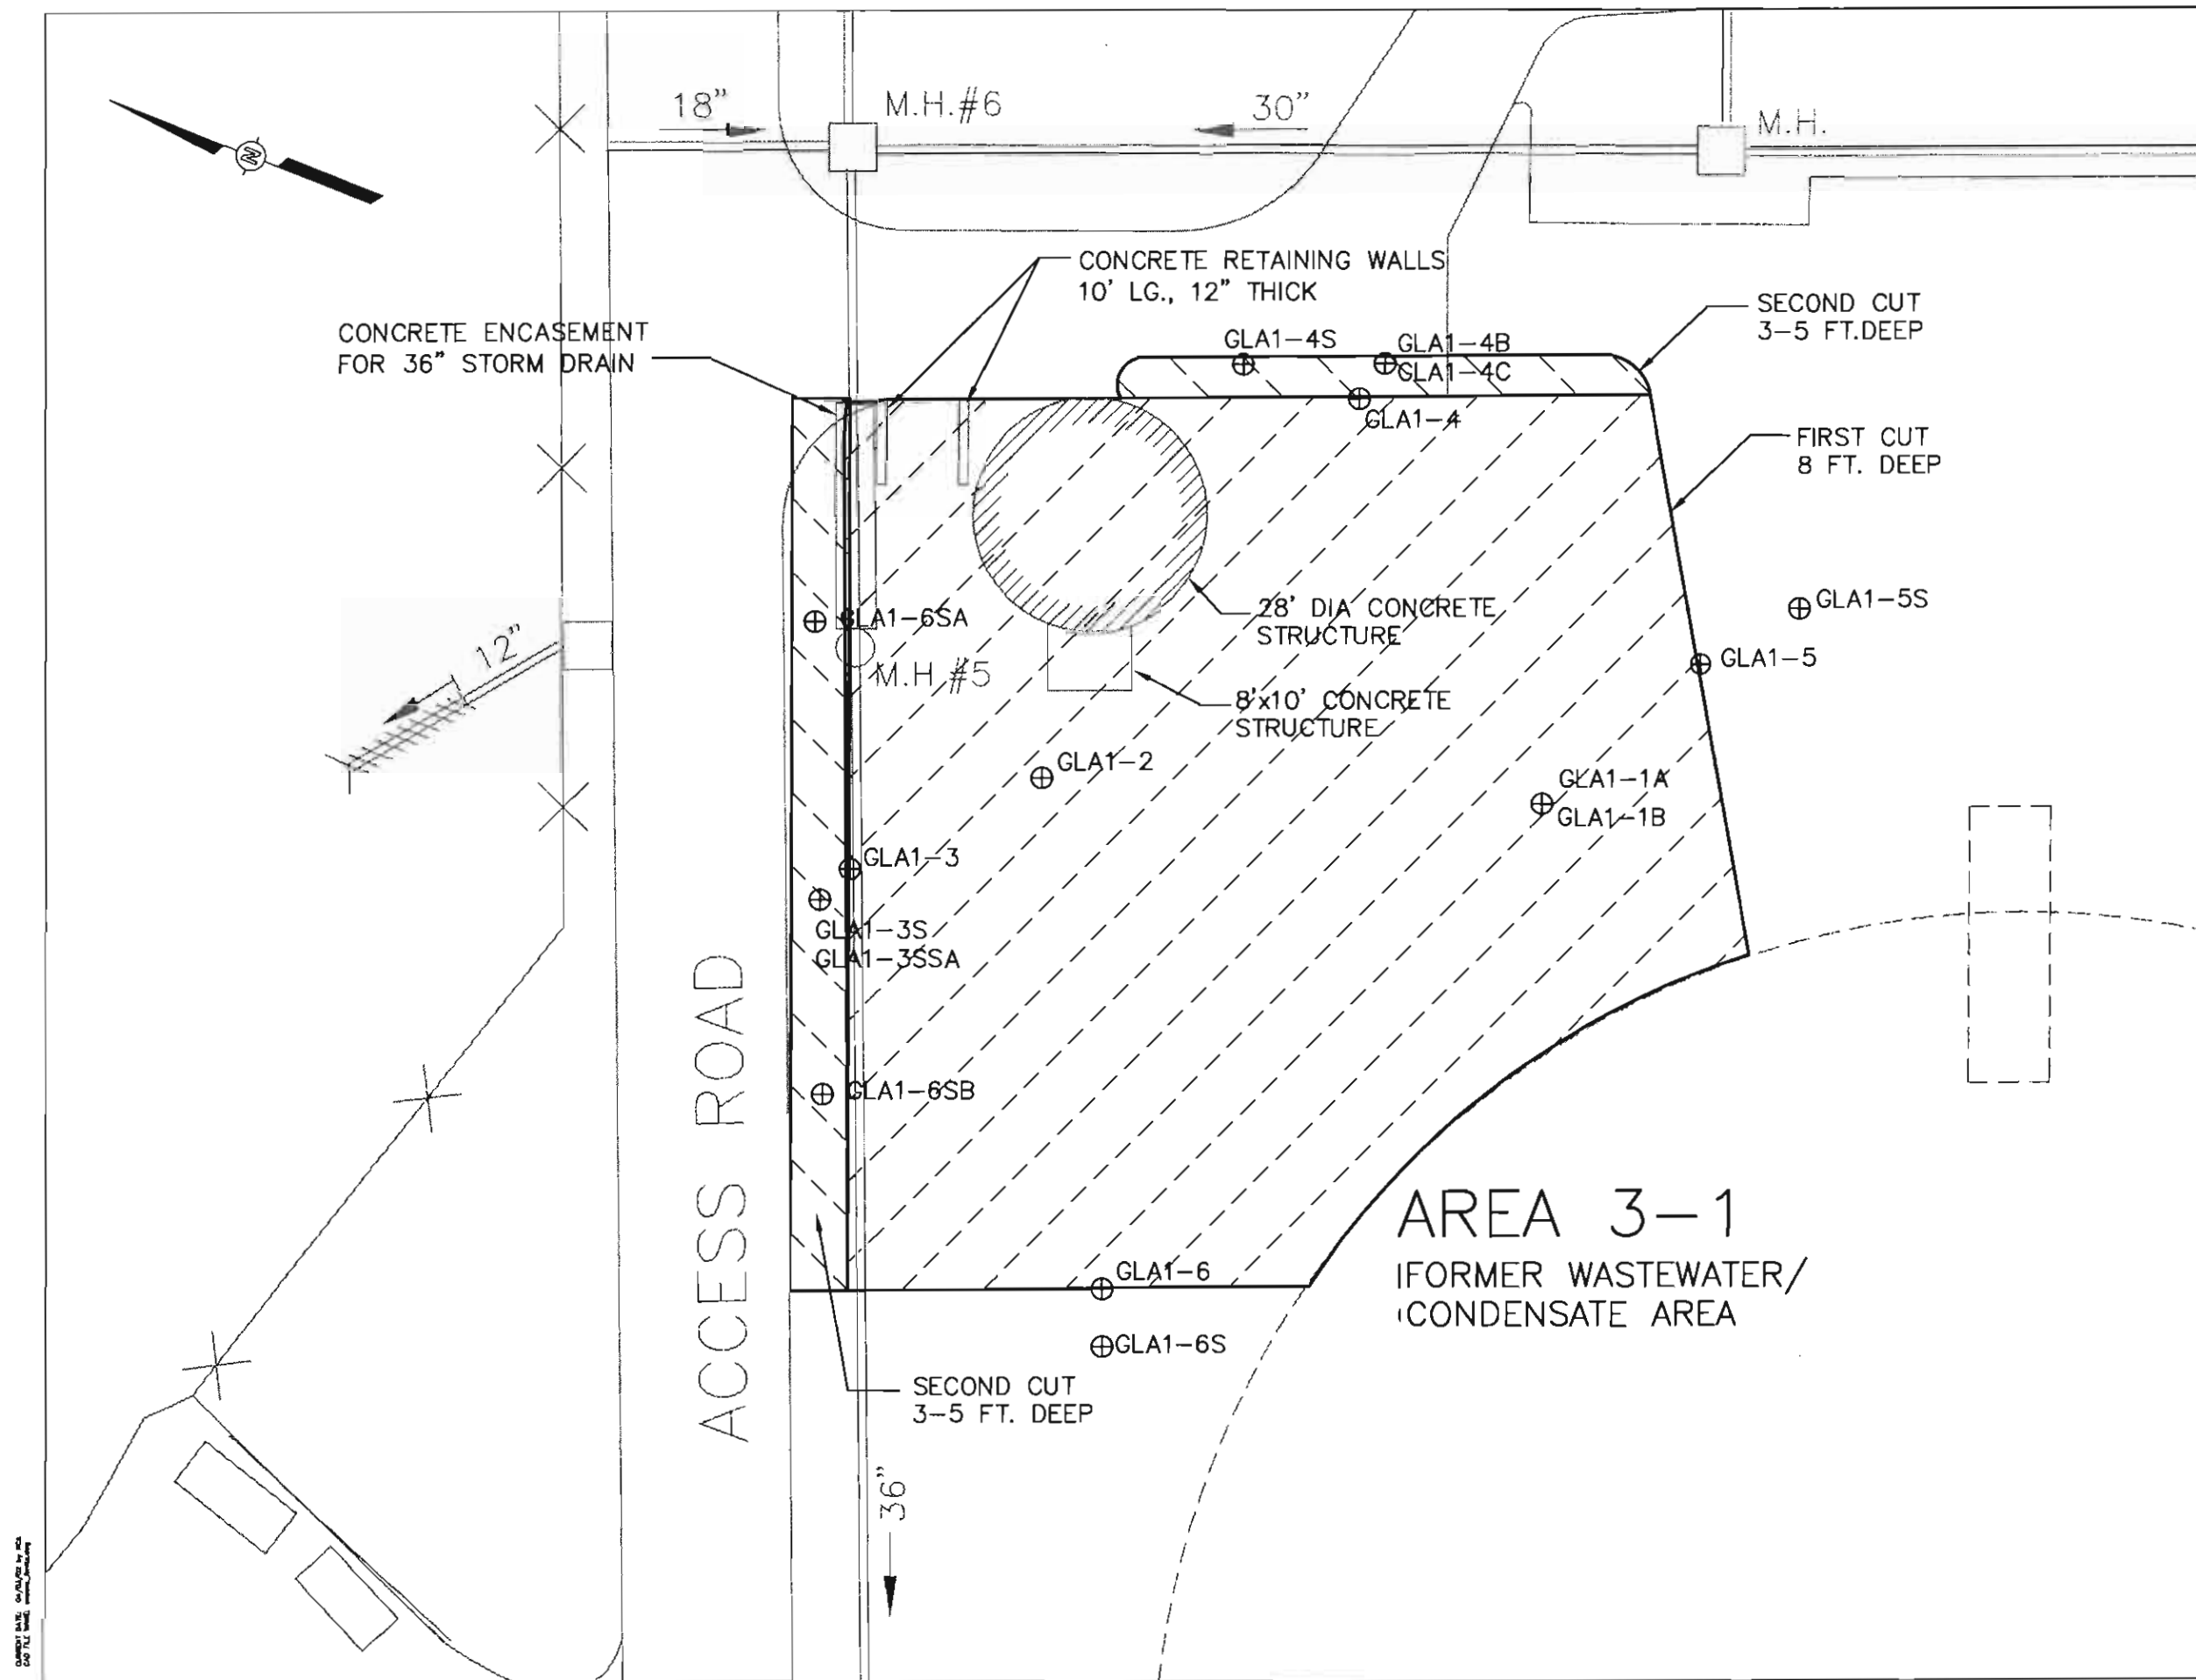 18"
M.H.#6
30"
M.H.
N
CONCRETE RETAINING WALLS
10' LG., 12" THICK
SECOND CUT
3-5 FT.DEEP
CONCRETE ENCASEMENT
FOR 36" STORM DRAIN
GLA1-4S
GLA1-4B
GLA1-4C
GLA1-4
FIRST CUT
8 FT. DEEP
GLA1-5S
28' DIA CONCRETE
STRUCTURE
GLA1-6SA
12"
M.H #5
GLA1-5
8'x10' CONCRETE
STRUCTURE
GLA1-2
GLA1-1A
GLA1-1B
GLA1-3
GLA1-3S
GLA1-3SSA
GLA1-6SB
ACCESS ROAD
AREA 3-1
FORMER WASTEWATER/
CONDENSATE AREA
GLA1-6
GLA1-6S
SECOND CUT
3-5 FT. DEEP
36"